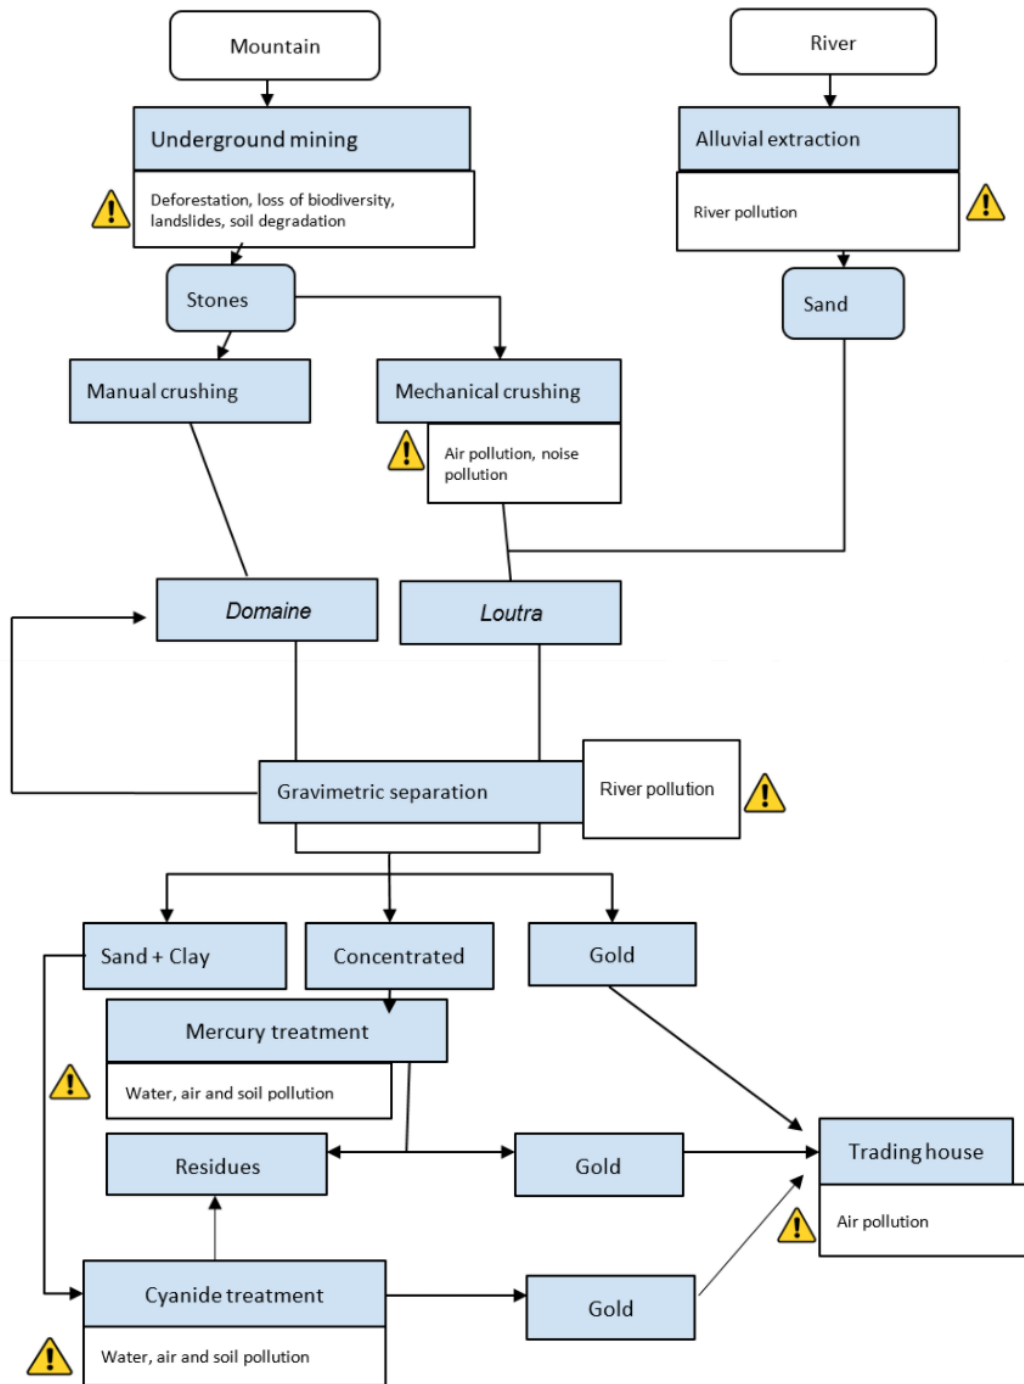 Mountain
River
Underground mining
Alluvial extraction
Deforestation, loss of biodiversity,
landslides, soil degradation
River pollution
Stones
Sand
Manual crushing
Mechanical crushing
Air pollution, noise
pollution
Domaine
Loutra
Gravimetric separation
River pollution
Sand + Clay
Concentrated
Gold
Mercury treatment
Water, air and soil pollution
Residues
Gold
Trading house
Air pollution
Cyanide treatment
Gold
Water, air and soil pollution